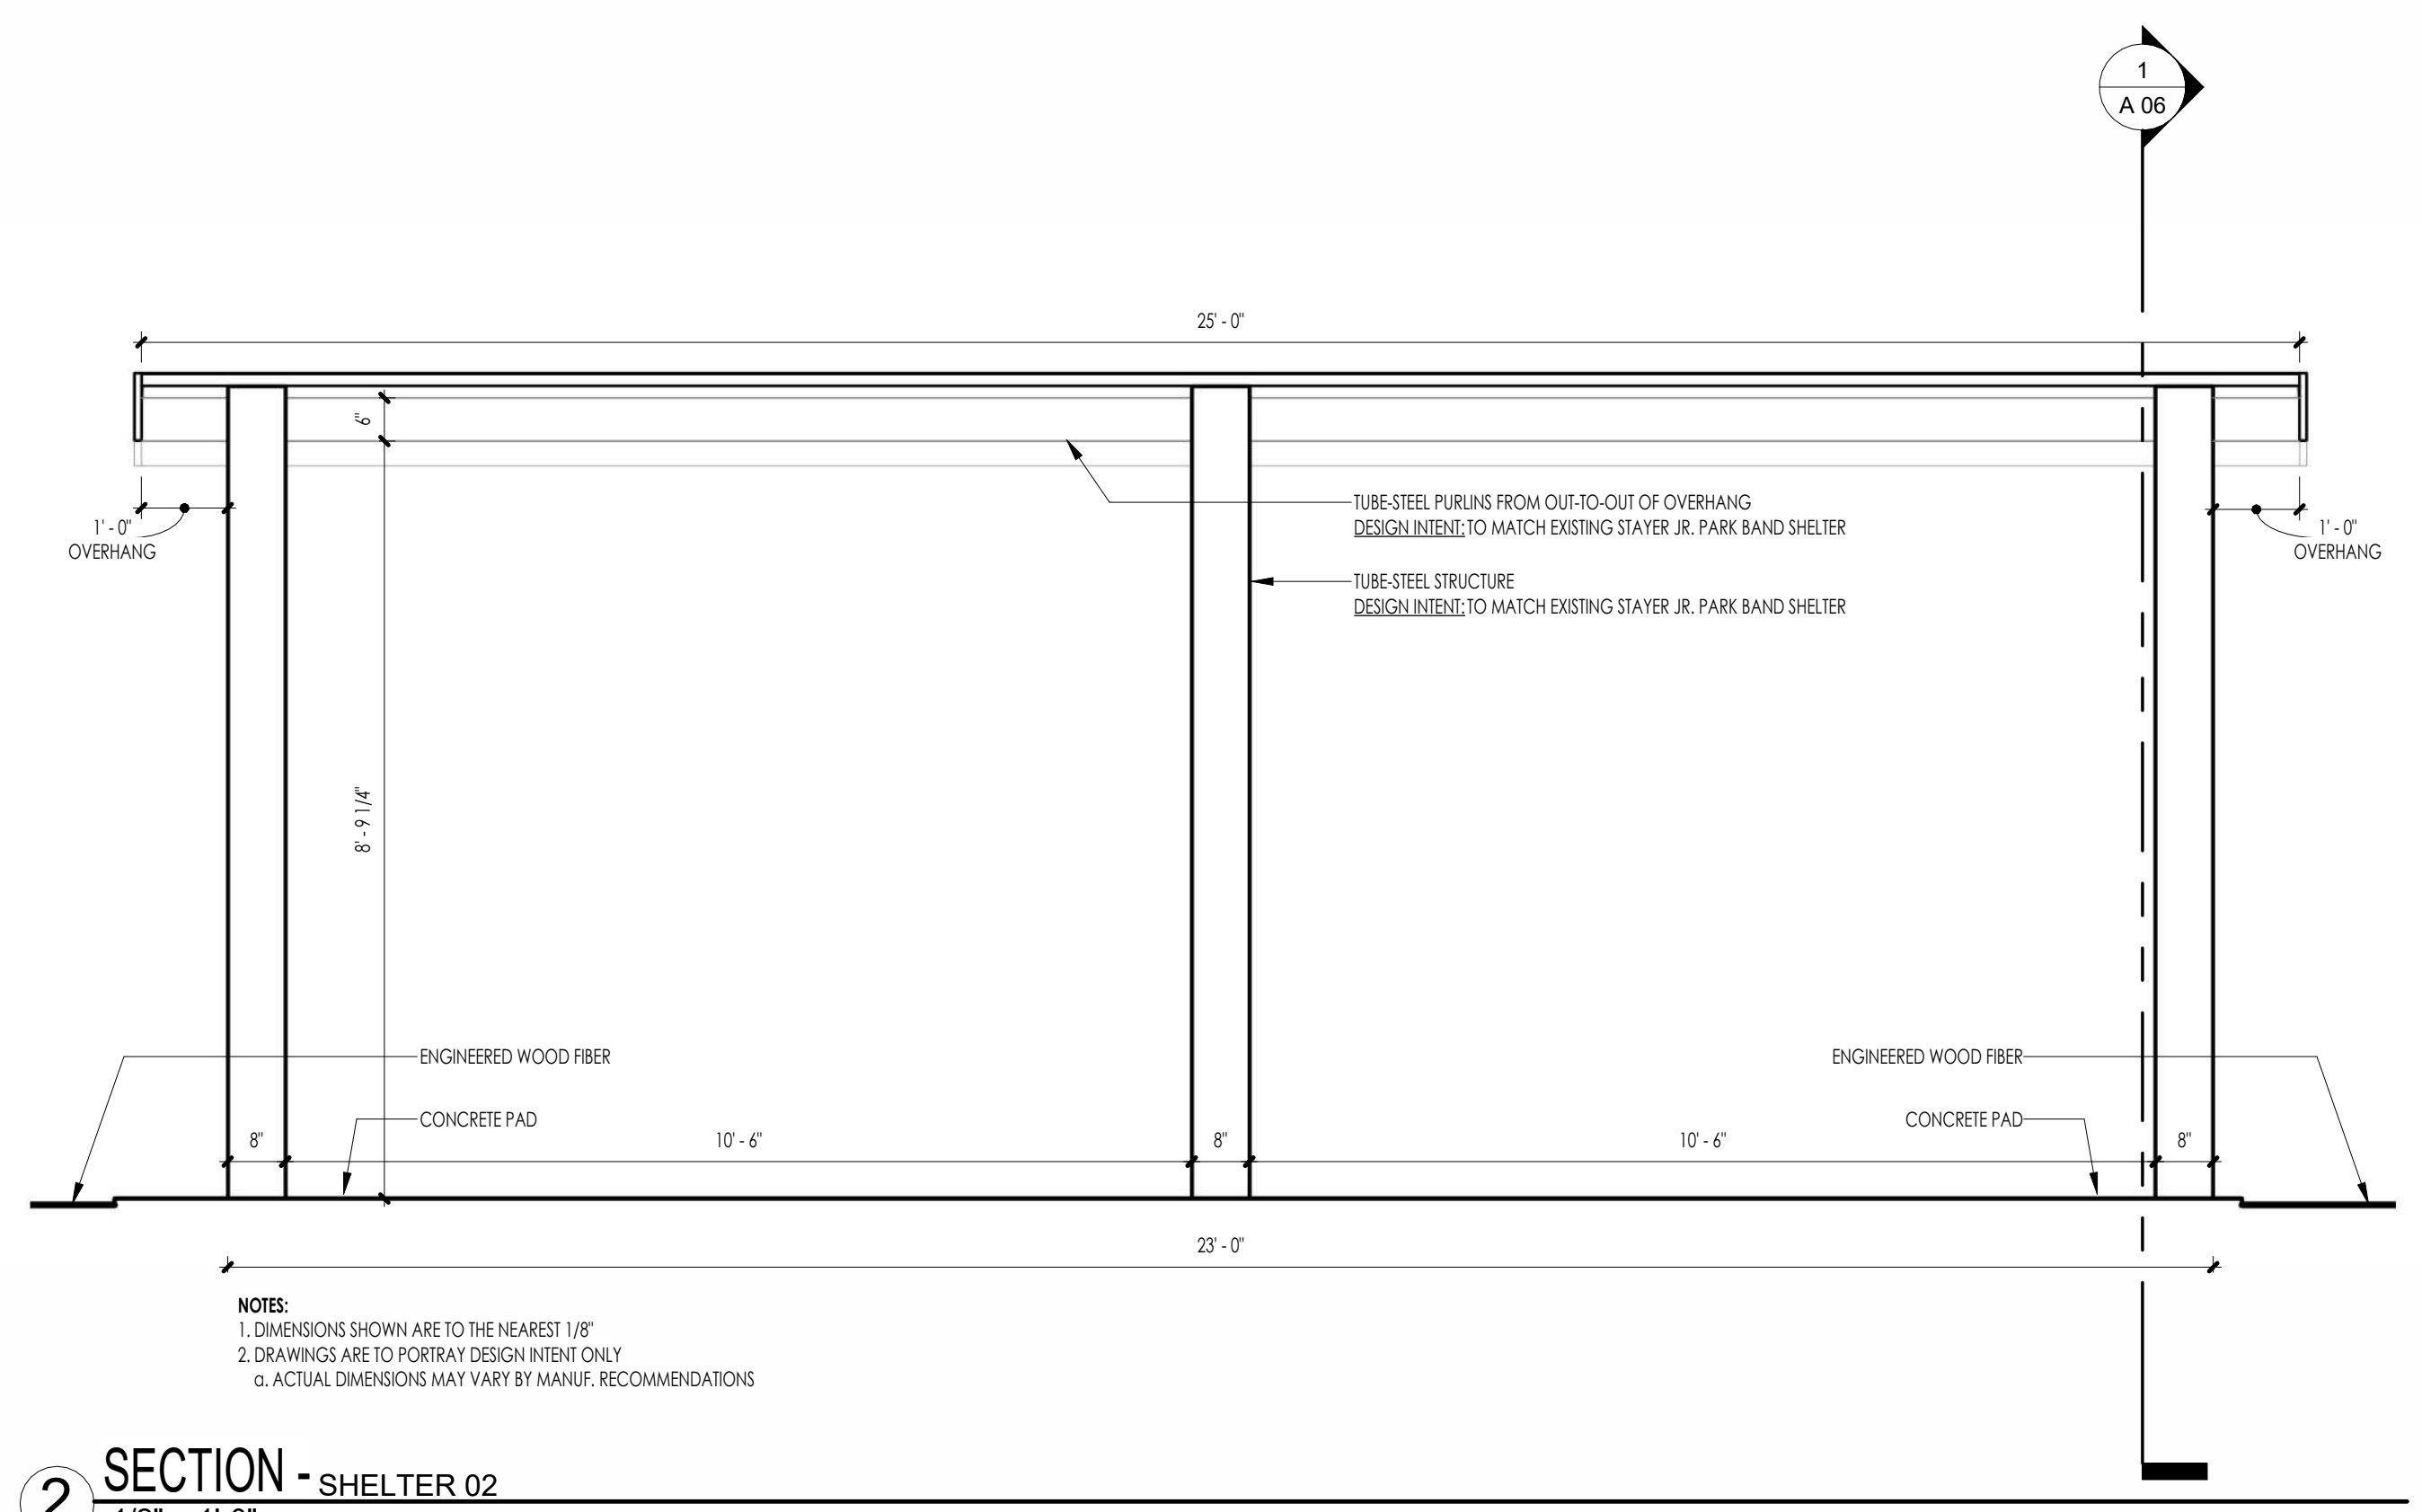 1
A 06
25' - 0"
6"
1' - 0"
OVERHANG
TUBE-STEEL PURLINS FROM OUT-TO-OUT OF OVERHANG
DESIGN INTENT: TO MATCH EXISTING STAYER JR. PARK BAND SHELTER
1' - 0"
OVERHANG
TUBE-STEEL STRUCTURE
DESIGN INTENT: TO MATCH EXISTING STAYER JR. PARK BAND SHELTER
8' - 9 1/4"
ENGINEERED WOOD FIBER
ENGINEERED WOOD FIBER
CONCRETE PAD
CONCRETE PAD
8"
10' - 6"
8"
10' - 6"
8"
23' - 0"
NOTES:
1. DIMENSIONS SHOWN ARE TO THE NEAREST 1/8"
2. DRAWINGS ARE TO PORTRAY DESIGN INTENT ONLY
a. ACTUAL DIMENSIONS MAY VARY BY MANUF. RECOMMENDATIONS
2
SECTION - SHELTER 02